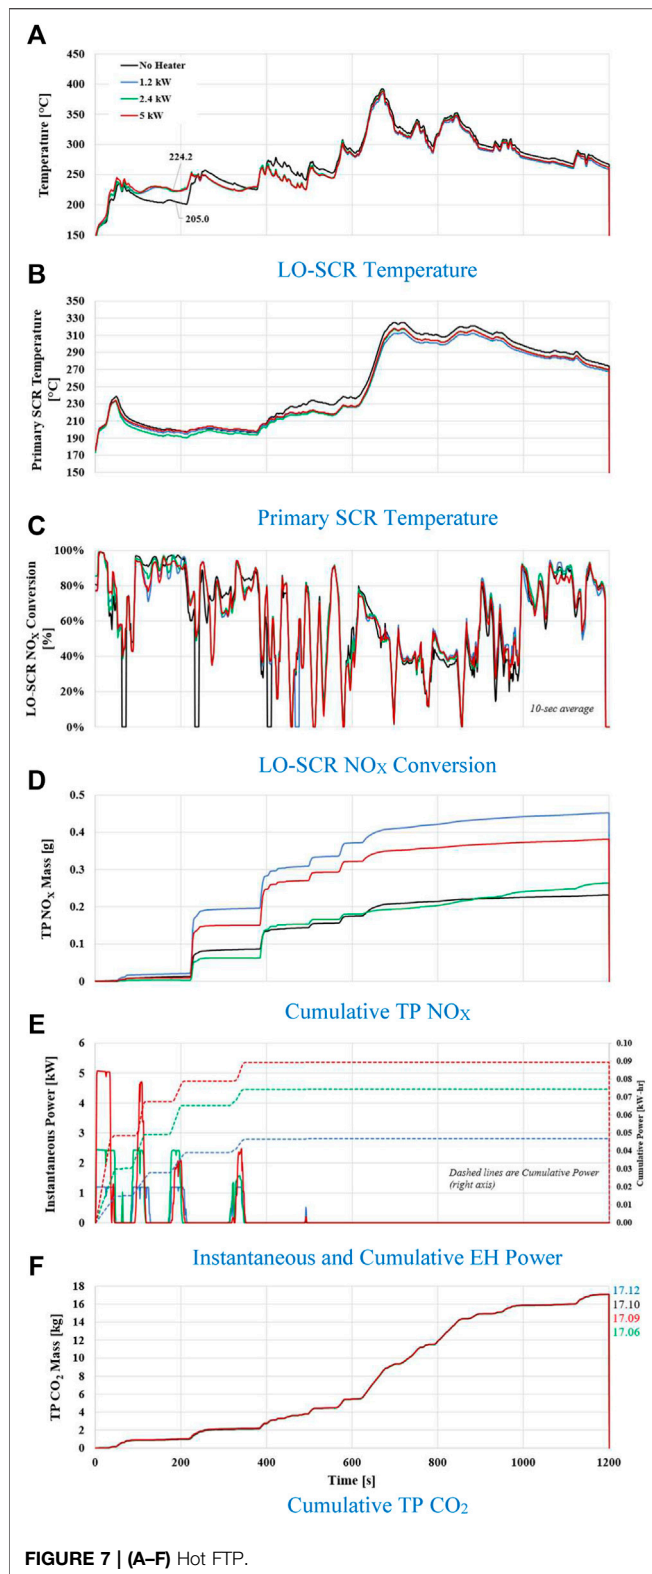 A
450
400
350
300
250
200
150
Temperature [°C]
No Heater
1.2 kW
2.4 kW
5 kW
224.2
205.0
LO-SCR Temperature
B
350
330
310
290
270
250
230
210
190
170
150
Primary SCR Temperature
[°C]
Primary SCR Temperature
C
100%
80%
60%
40%
20%
0%
LO-SCR NOX Conversion
[%]
10-sec average
LO-SCR NOX Conversion
D
0.5
0.4
0.3
0.2
0.1
0
TP NOX Mass [g]
Cumulative TP NOX
E
6
5
4
3
2
1
0
Instantaneous Power [kW]
0.10
0.09
0.08
0.07
0.06
0.05
0.04
0.03
0.02
0.01
0.00
Cumulative Power [kW-hr]
Dashed lines are Cumulative Power
(right axis)
Instantaneous and Cumulative EH Power
F
18
16
14
12
10
8
6
4
2
0
TP CO2 Mass [kg]
17.12
17.10
17.09
17.06
0 200 400 600 800 1000 1200
Time [s]
Cumulative TP CO2
FIGURE 7 | (A–F) Hot FTP.